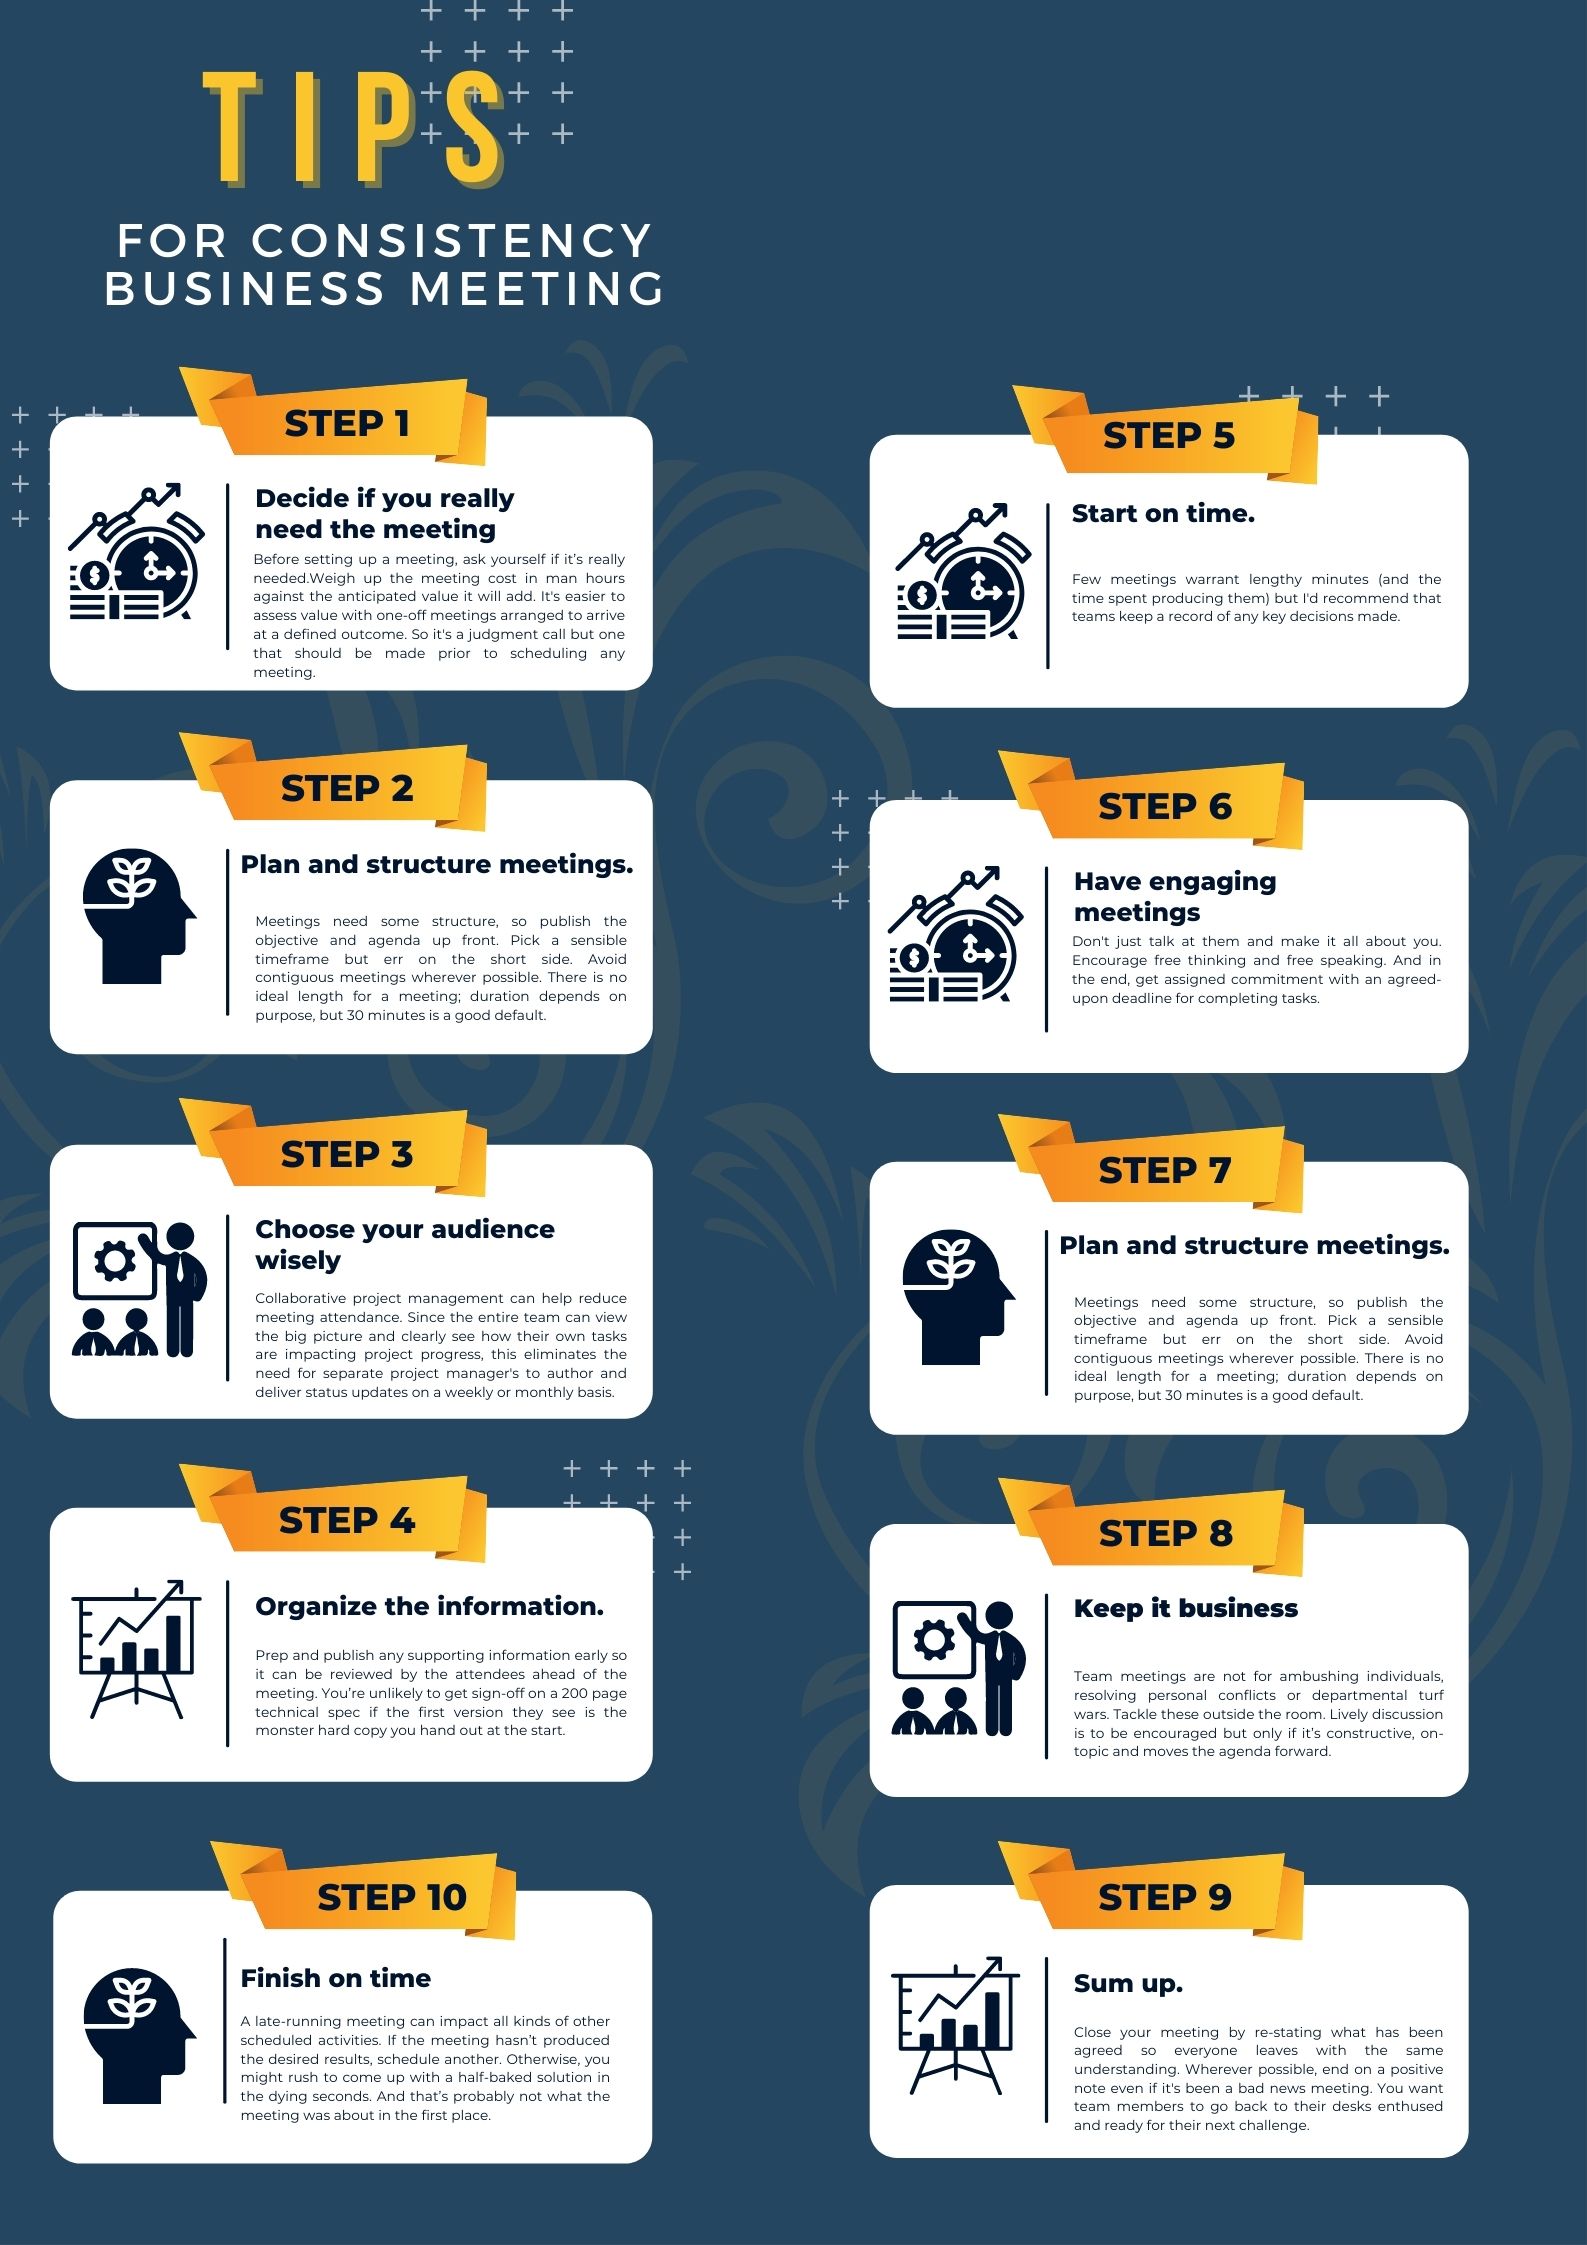 TIPS
FOR CONSISTENCY
BUSINESS MEETING
STEP 1
Decide if you really
need the meeting
Before setting up a meeting, ask yourself if it’s really
needed.Weigh up the meeting cost in man hours
against the anticipated value it will add. It's easier to
assess value with one-off meetings arranged to arrive
at a defined outcome. So it's a judgment call but one
that should be made prior to scheduling any
meeting.
STEP 2
Plan and structure meetings.
Meetings need some structure, so publish the
objective and agenda up front. Pick a sensible
timeframe but err on the short side. Avoid
contiguous meetings wherever possible. There is no
ideal length for a meeting; duration depends on
purpose, but 30 minutes is a good default.
STEP 3
Choose your audience
wisely
Collaborative project management can help reduce
meeting attendance. Since the entire team can view
the big picture and clearly see how their own tasks
are impacting project progress, this eliminates the
need for separate project manager's to author and
deliver status updates on a weekly or monthly basis.
STEP 4
Organize the information.
Prep and publish any supporting information early so
it can be reviewed by the attendees ahead of the
meeting. You’re unlikely to get sign-off on a 200 page
technical spec if the first version they see is the
monster hard copy you hand out at the start.
STEP 5
Start on time.
Few meetings warrant lengthy minutes (and the
time spent producing them) but I'd recommend that
teams keep a record of any key decisions made.
STEP 6
Have engaging
meetings
Don't just talk at them and make it all about you.
Encourage free thinking and free speaking. And in
the end, get assigned commitment with an agreed-
upon deadline for completing tasks.
STEP 7
Plan and structure meetings.
Meetings need some structure, so publish the
objective and agenda up front. Pick a sensible
timeframe but err on the short side. Avoid
contiguous meetings wherever possible. There is no
ideal length for a meeting; duration depends on
purpose, but 30 minutes is a good default.
STEP 8
Keep it business
Team meetings are not for ambushing individuals,
resolving personal conflicts or departmental turf
wars. Tackle these outside the room. Lively discussion
is to be encouraged but only if it’s constructive, on-
topic and moves the agenda forward.
STEP 9
Sum up.
Close your meeting by re-stating what has been
agreed so everyone leaves with the same
understanding. Wherever possible, end on a positive
note even if it's been a bad news meeting. You want
team members to go back to their desks enthused
and ready for their next challenge.
STEP 10
Finish on time
A late-running meeting can impact all kinds of other
scheduled activities. If the meeting hasn’t produced
the desired results, schedule another. Otherwise, you
might rush to come up with a half-baked solution in
the dying seconds. And that’s probably not what the
meeting was about in the first place.